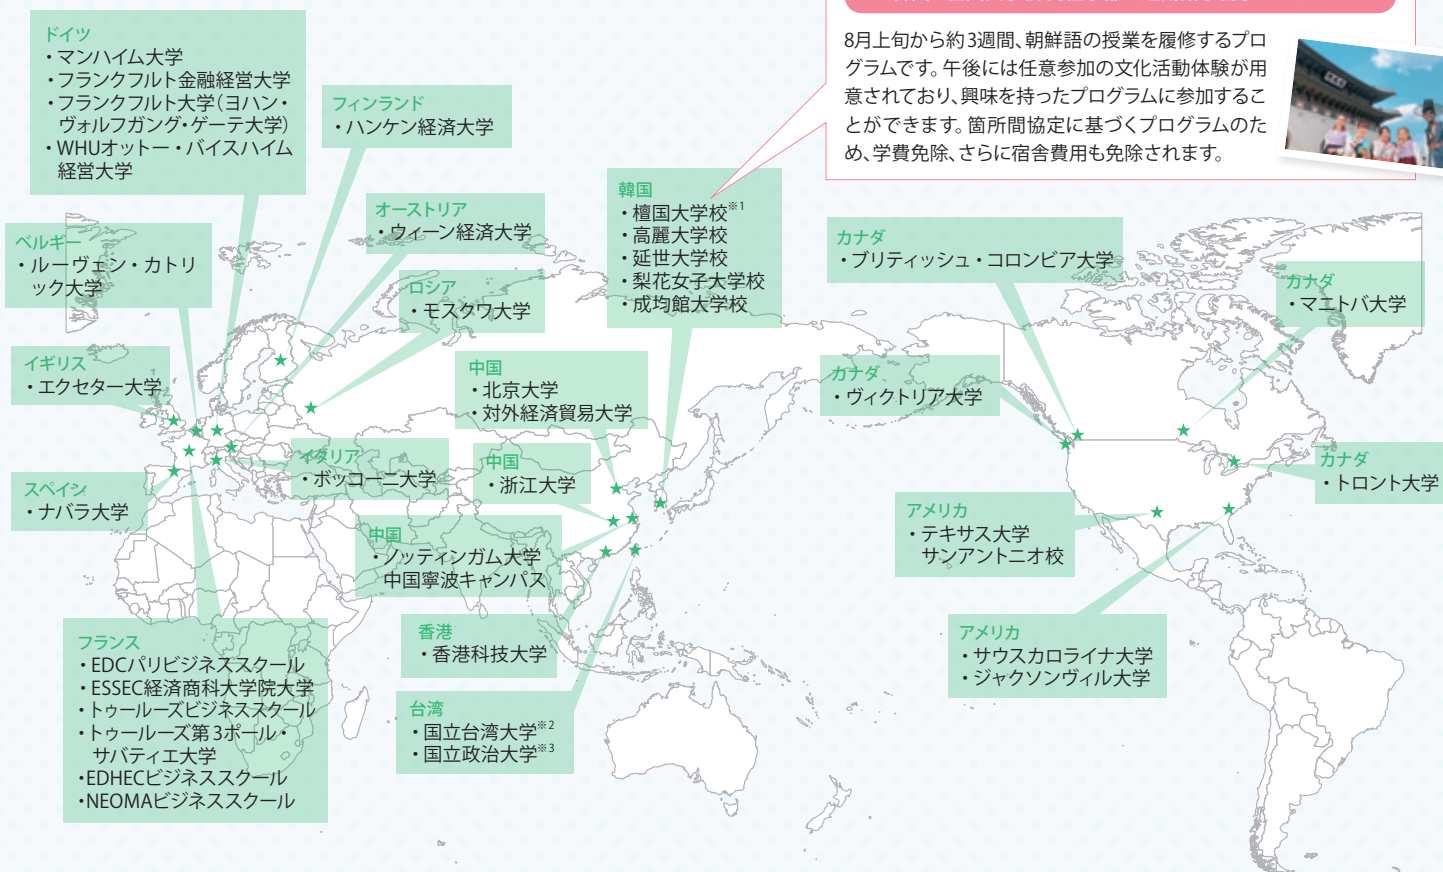 8月上旬から約3週間、朝鮮語の授業を履修するプロ
グラムです。午後には任意参加の文化活動体験が用
意されており、興味を持ったプログラムに参加するこ
とができます。箇所間協定に基づくプログラムのた
め、学費免除、さらに宿舎費用も免除されます。
ドイツ
・マンハイム大学
・フランクフルト金融経営大学
・フランクフルト大学（ヨハン・
ヴォルフガング・ゲーテ大学）
・WHUオットー・バイスハイム
経営大学
フィンランド
・ハンケン経済大学
オーストリア
・ウィーン経済大学
ベルギー
・ルーヴェン・カトリ
ック大学
ロシア
・モスクワ大学
韓国
・檀国大学校※1
・高麗大学校
・延世大学校
・梨花女子大学校
・成均館大学校
カナダ
・ブリティッシュ・コロンビア大学
カナダ
・マニトバ大学
イギリス
・エクセター大学
中国
・北京大学
・対外経済貿易大学
カナダ
・ヴィクトリア大学
イタリア
・ボッコーニ大学
中国
・浙江大学
カナダ
・トロント大学
スペイン
・ナバラ大学
中国
・ノッティンガム大学
中国寧波キャンパス
アメリカ
・テキサス大学
サンアントニオ校
フランス
・EDCパリビジネススクール
・ESSEC経済商科大学院大学
・トゥールーズビジネススクール
・トゥールーズ第3ポール・
サバティエ大学
・EDHECビジネススクール
・NEOMAビジネススクール
香港
・香港科技大学
アメリカ
・サウスカロライナ大学
・ジャクソンヴィル大学
台湾
・国立台湾大学※2
・国立政治大学※3